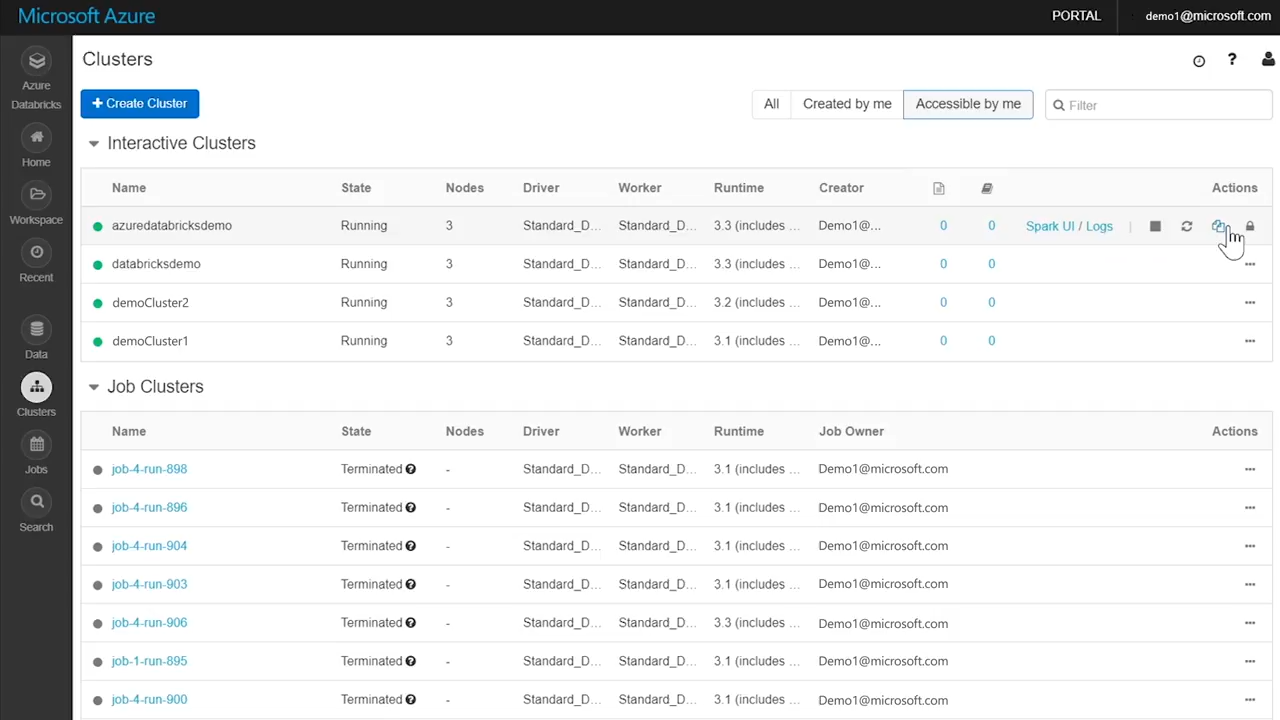 Microsoft Azure PORTAL demo1@microsoft.com
Azure Databricks
Home
Workspace
Recent
Data
Clusters
Jobs
Search
Clusters ?
+ Create Cluster All Created by me Accessible by me Filter
Interactive Clusters
Name State Nodes Driver Worker Runtime Creator Actions
azuredatabricksdemo Running 3 Standard_D... Standard_D... 3.3 (includes ... Demo1@... 0 0 Spark UI / Logs |
databricksdemo Running 3 Standard_D... Standard_D... 3.3 (includes ... Demo1@... 0 0 ...
demoCluster2 Running 3 Standard_D... Standard_D... 3.2 (includes ... Demo1@... 0 0 ...
demoCluster1 Running 3 Standard_D... Standard_D... 3.1 (includes ... Demo1@... 0 0 ...
Job Clusters
Name State Nodes Driver Worker Runtime Job Owner Actions
job-4-run-898 Terminated ? - Standard_D... Standard_D... 3.1 (includes ... Demo1@microsoft.com ...
job-4-run-896 Terminated ? - Standard_D... Standard_D... 3.1 (includes ... Demo1@microsoft.com ...
job-4-run-904 Terminated ? - Standard_D... Standard_D... 3.1 (includes ... Demo1@microsoft.com ...
job-4-run-903 Terminated ? - Standard_D... Standard_D... 3.1 (includes ... Demo1@microsoft.com ...
job-4-run-906 Terminated ? - Standard_D... Standard_D... 3.3 (includes ... Demo1@microsoft.com ...
job-1-run-895 Terminated ? - Standard_D... Standard_D... 3.1 (includes ... Demo1@microsoft.com ...
job-4-run-900 Terminated ? - Standard_D... Standard_D... 3.1 (includes ... Demo1@microsoft.com ...